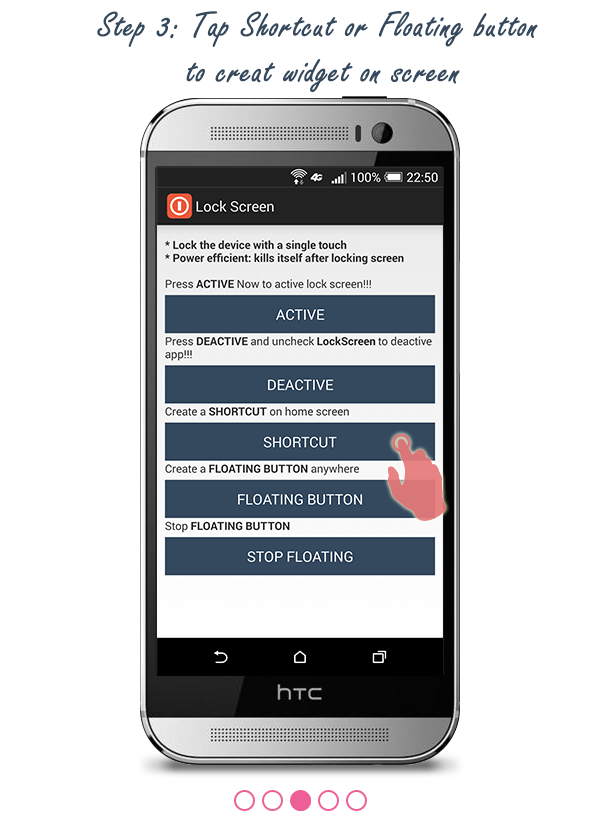 Step 3: Tap Shortcut or Floating button
to creat widget on screen
4G 100% 22:50
Lock Screen
* Lock the device with a single touch
* Power efficient: kills itself after locking screen
Press ACTIVE Now to active lock screen!!!
ACTIVE
Press DEACTIVE and uncheck LockScreen to deactive
app!!!
DEACTIVE
Create a SHORTCUT on home screen
SHORTCUT
Create a FLOATING BUTTON anywhere
FLOATING BUTTON
Stop FLOATING BUTTON
STOP FLOATING
hTC